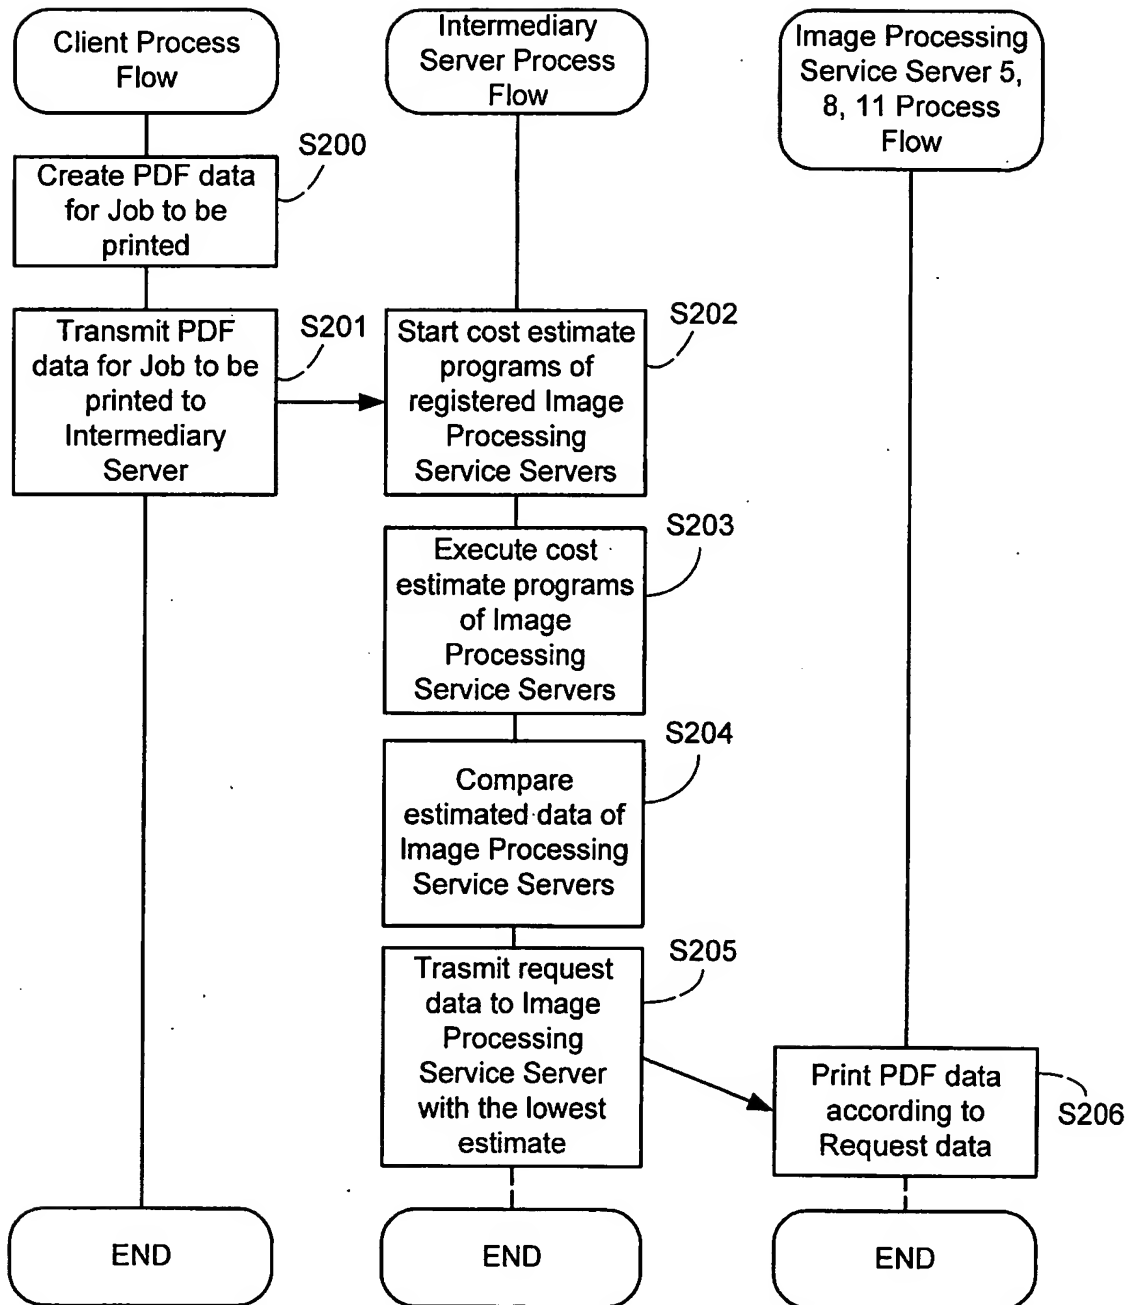 Client Process
Flow
Intermediary
Server Process
Flow
Image Processing
Service Server 5,
8, 11 Process
Flow
S200
Create PDF data
for Job to be
printed
S201
Transmit PDF
data for Job to be
printed to
Intermediary
Server
S202
Start cost estimate
programs of
registered Image
Processing
Service Servers
S203
Execute cost
estimate programs
of Image
Processing
Service Servers
S204
Compare
estimated data of
Image Processing
Service Servers
S205
Trasmit request
data to Image
Processing
Service Server
with the lowest
estimate
Print PDF data
according to
Request data
S206
END
END
END